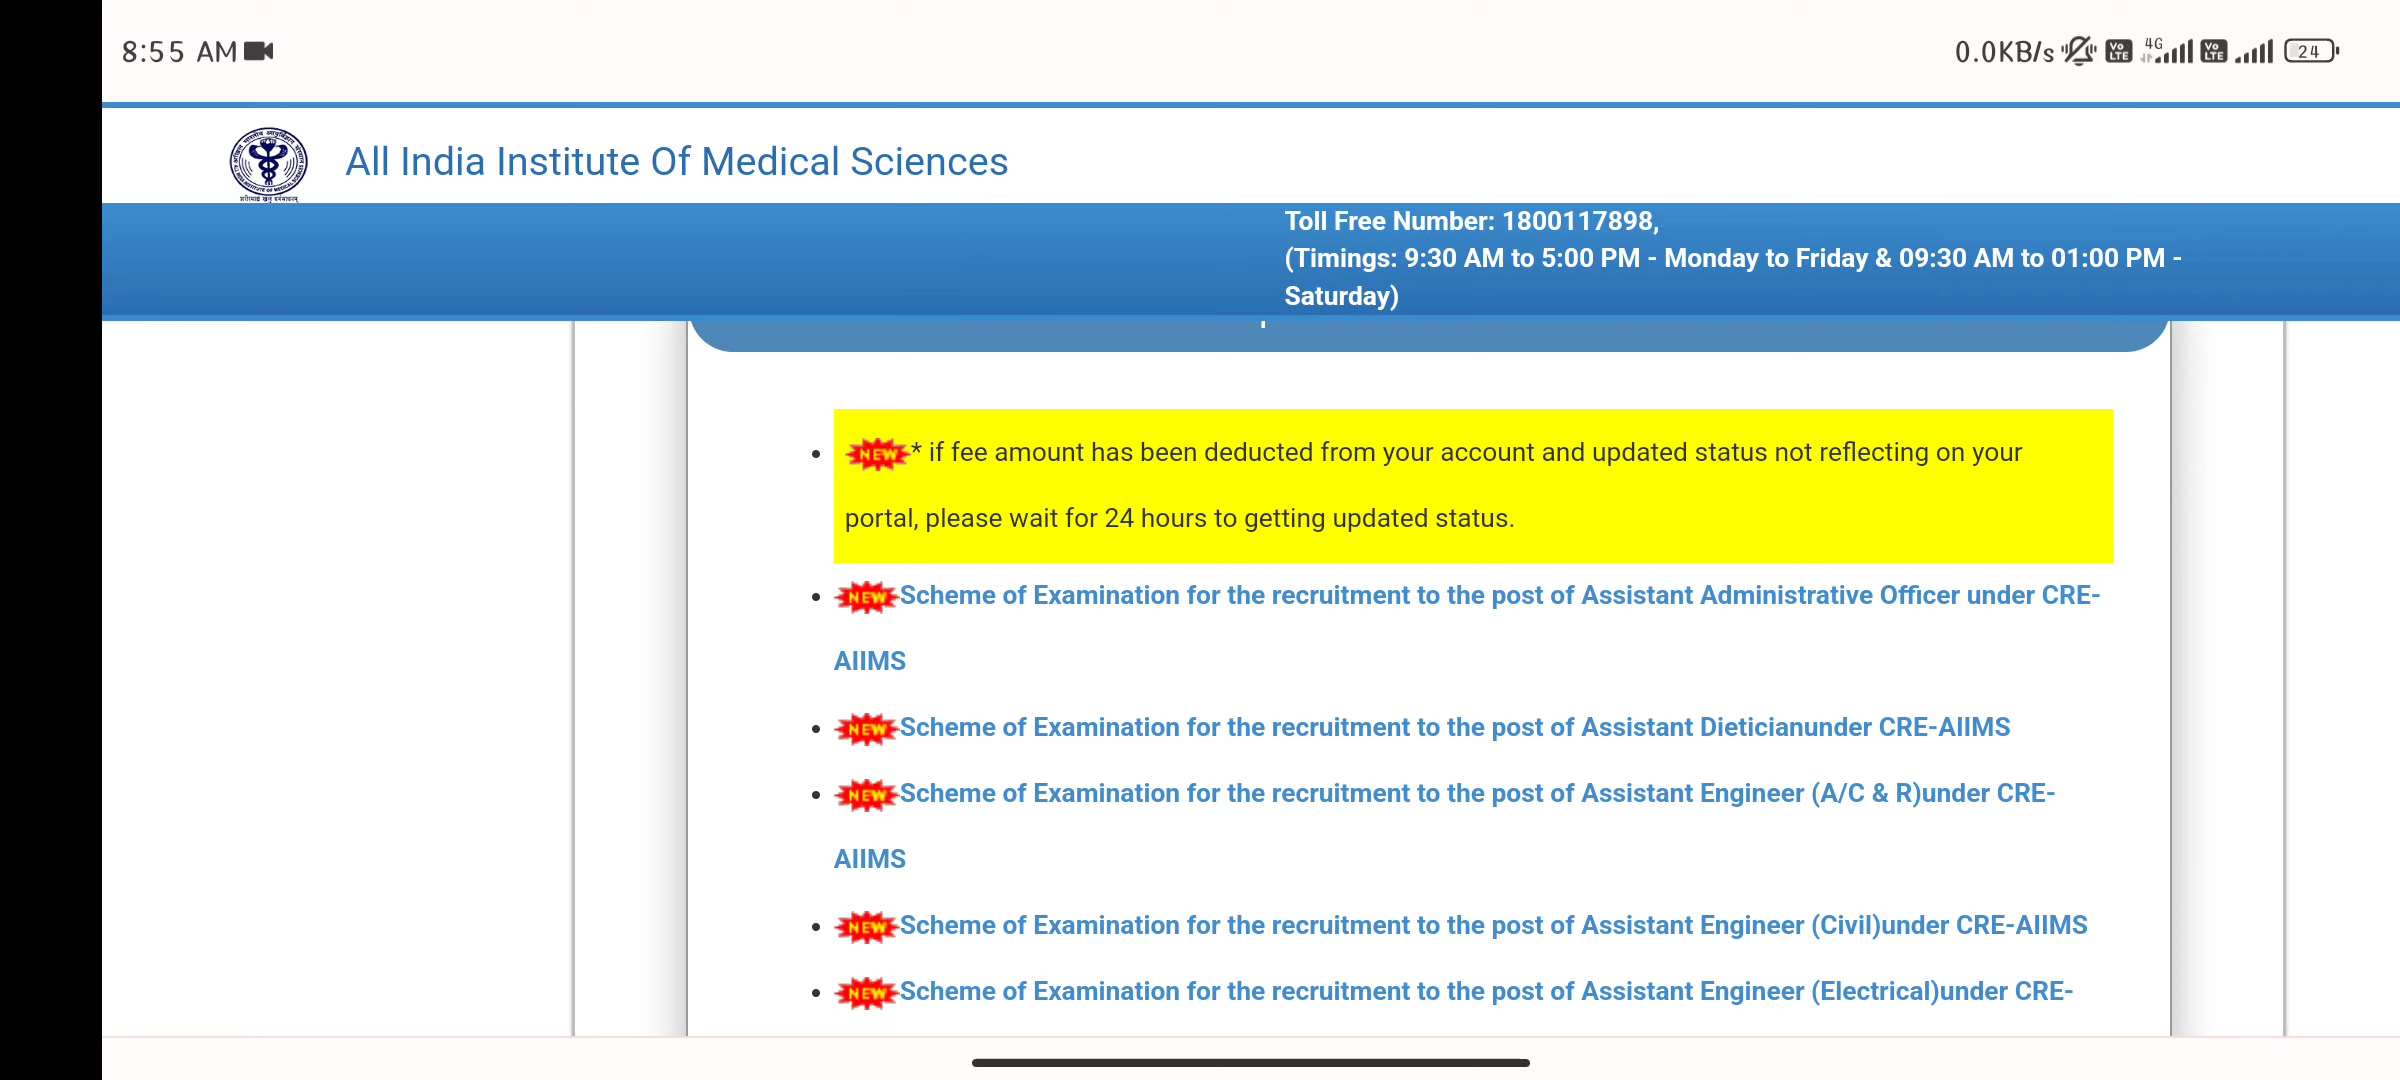 8:55 AM
0.0KB/s Vo LTE 4G Vo LTE 24
All India Institute Of Medical Sciences
Toll Free Number: 1800117898,
(Timings: 9:30 AM to 5:00 PM - Monday to Friday & 09:30 AM to 01:00 PM -
Saturday)
NEW* if fee amount has been deducted from your account and updated status not reflecting on your
portal, please wait for 24 hours to getting updated status.
NEWScheme of Examination for the recruitment to the post of Assistant Administrative Officer under CRE-
AIIMS
NEWScheme of Examination for the recruitment to the post of Assistant Dieticianunder CRE-AIIMS
NEWScheme of Examination for the recruitment to the post of Assistant Engineer (A/C & R)under CRE-
AIIMS
NEWScheme of Examination for the recruitment to the post of Assistant Engineer (Civil)under CRE-AIIMS
NEWScheme of Examination for the recruitment to the post of Assistant Engineer (Electrical)under CRE-